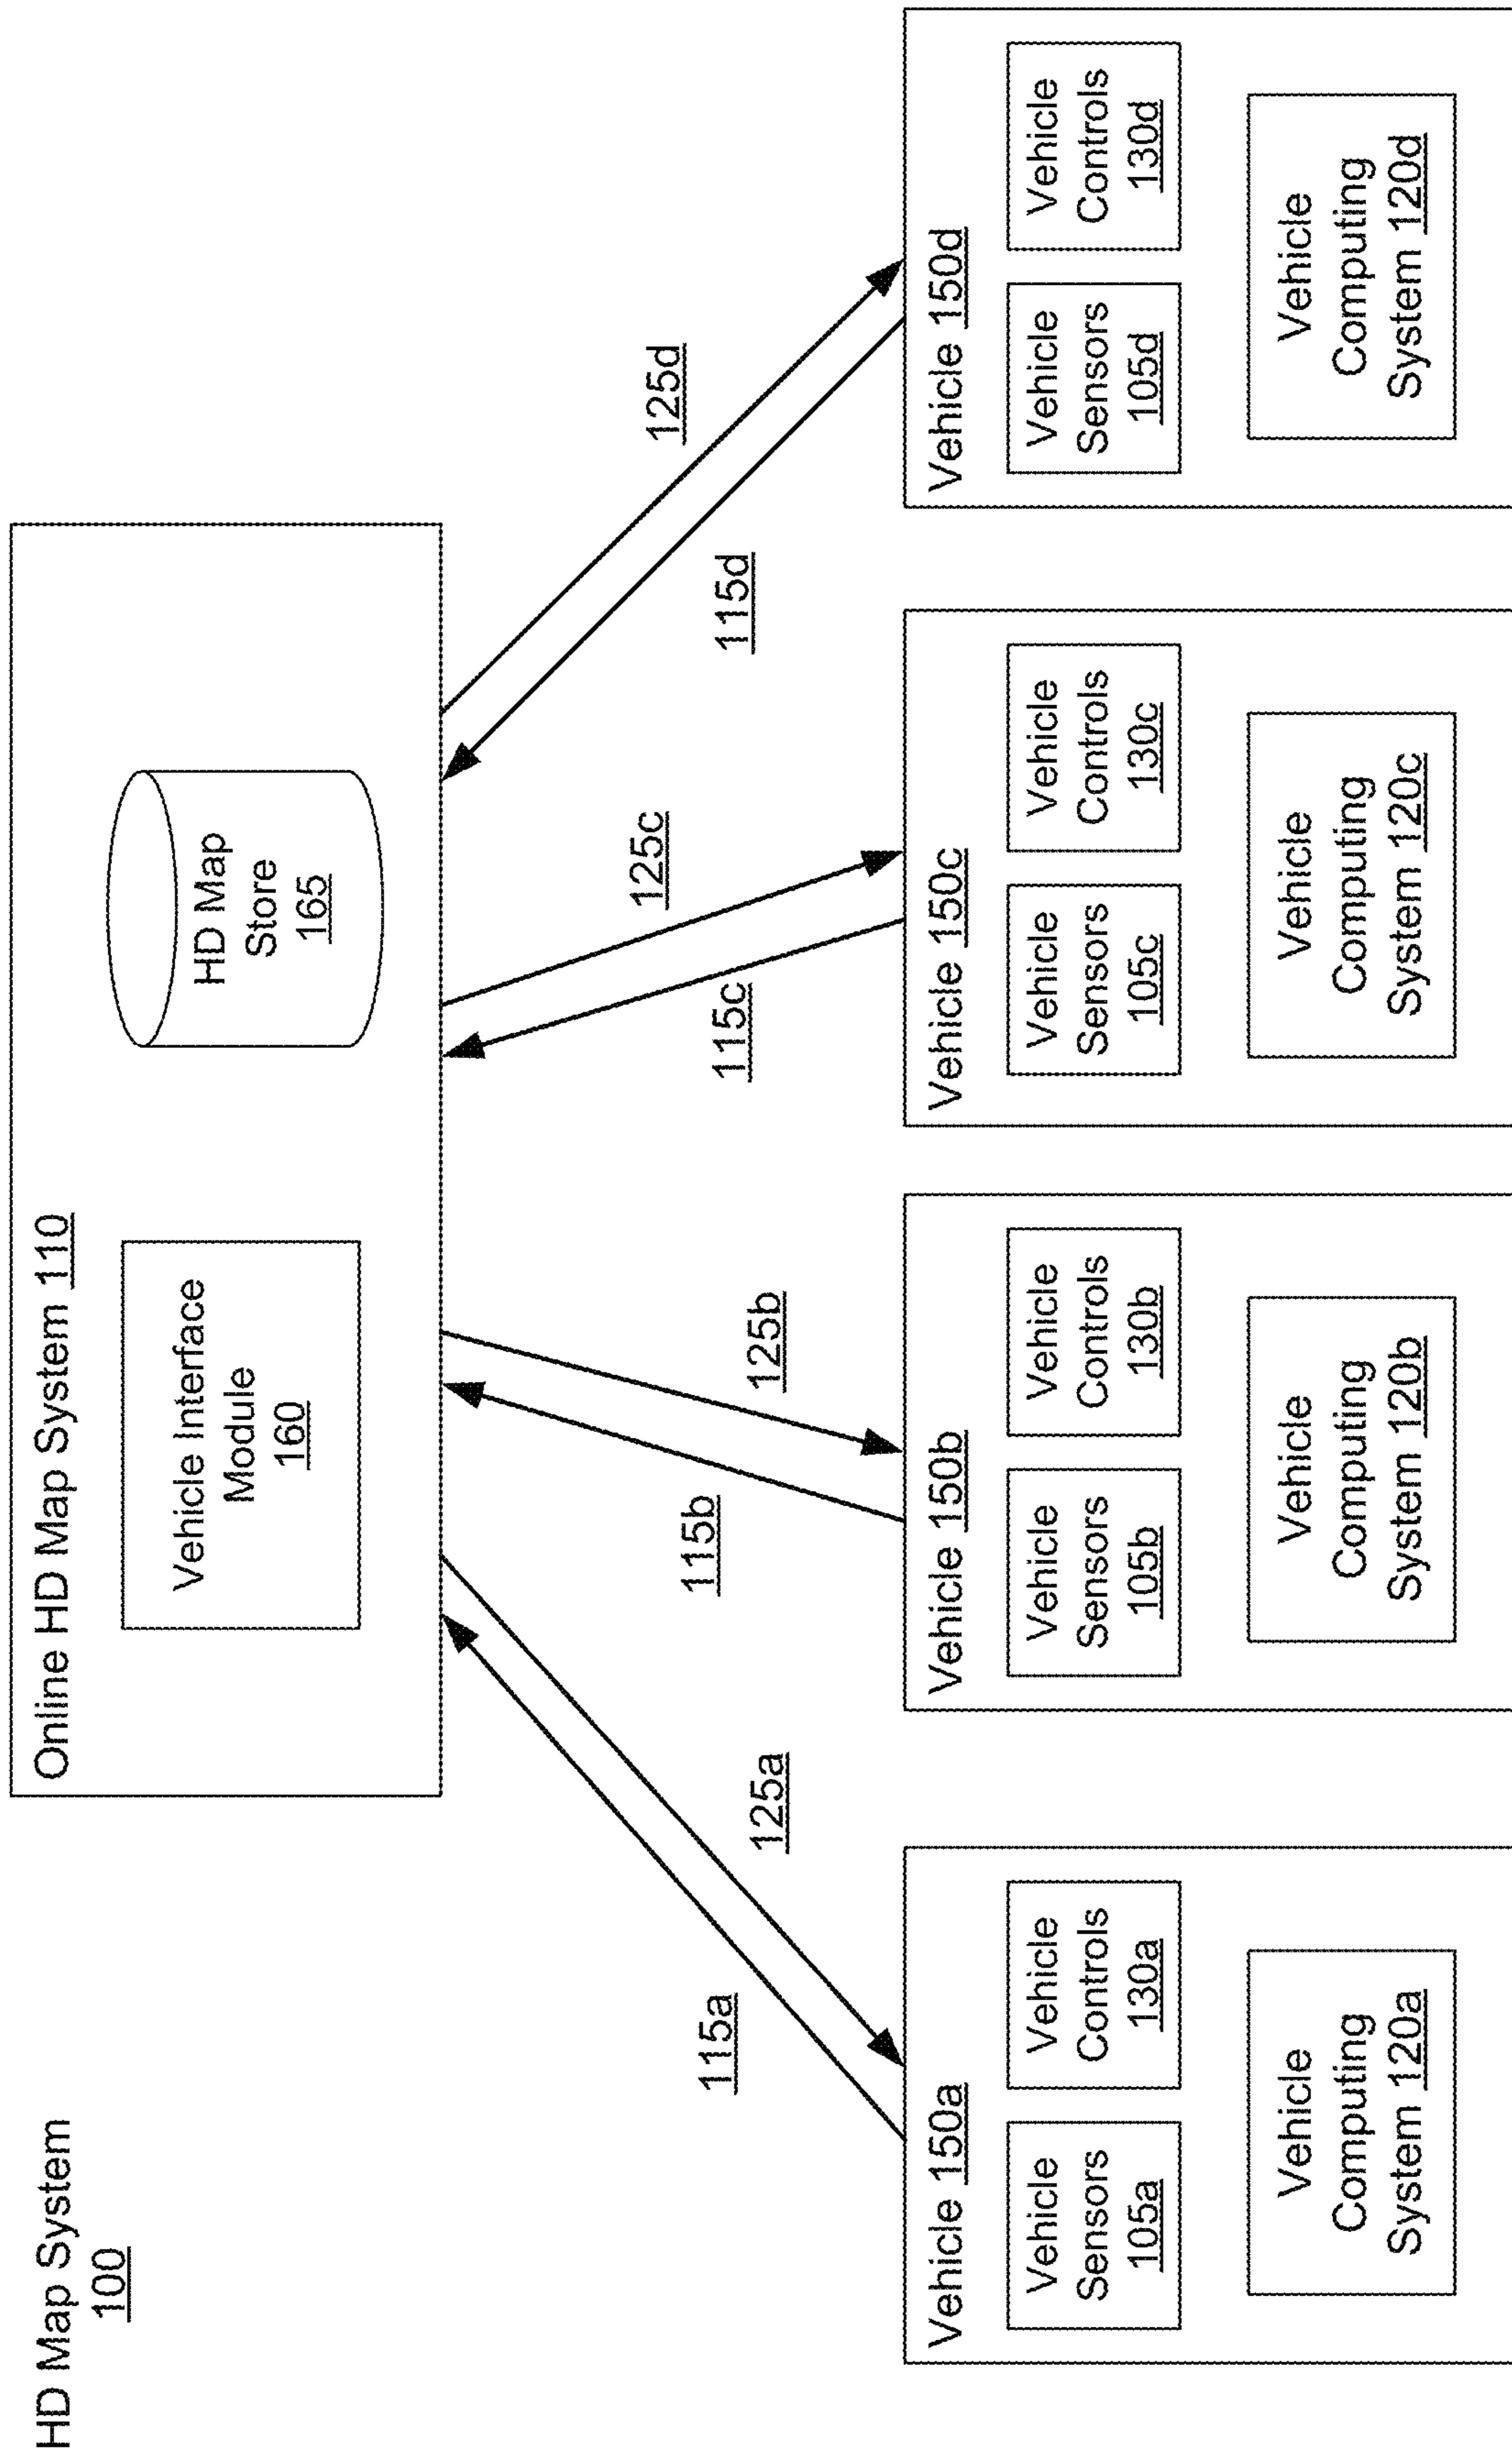 HD Map System
100
Online HD Map System 110
Vehicle Interface
Module
160
HD Map
Store
165
115a
125a
115b
125b
115c
125c
115d
125d
Vehicle 150a
Vehicle
Sensors
105a
Vehicle
Controls
130a
Vehicle
Computing
System 120a
Vehicle 150b
Vehicle
Sensors
105b
Vehicle
Controls
130b
Vehicle
Computing
System 120b
Vehicle 150c
Vehicle
Sensors
105c
Vehicle
Controls
130c
Vehicle
Computing
System 120c
Vehicle 150d
Vehicle
Sensors
105d
Vehicle
Controls
130d
Vehicle
Computing
System 120d